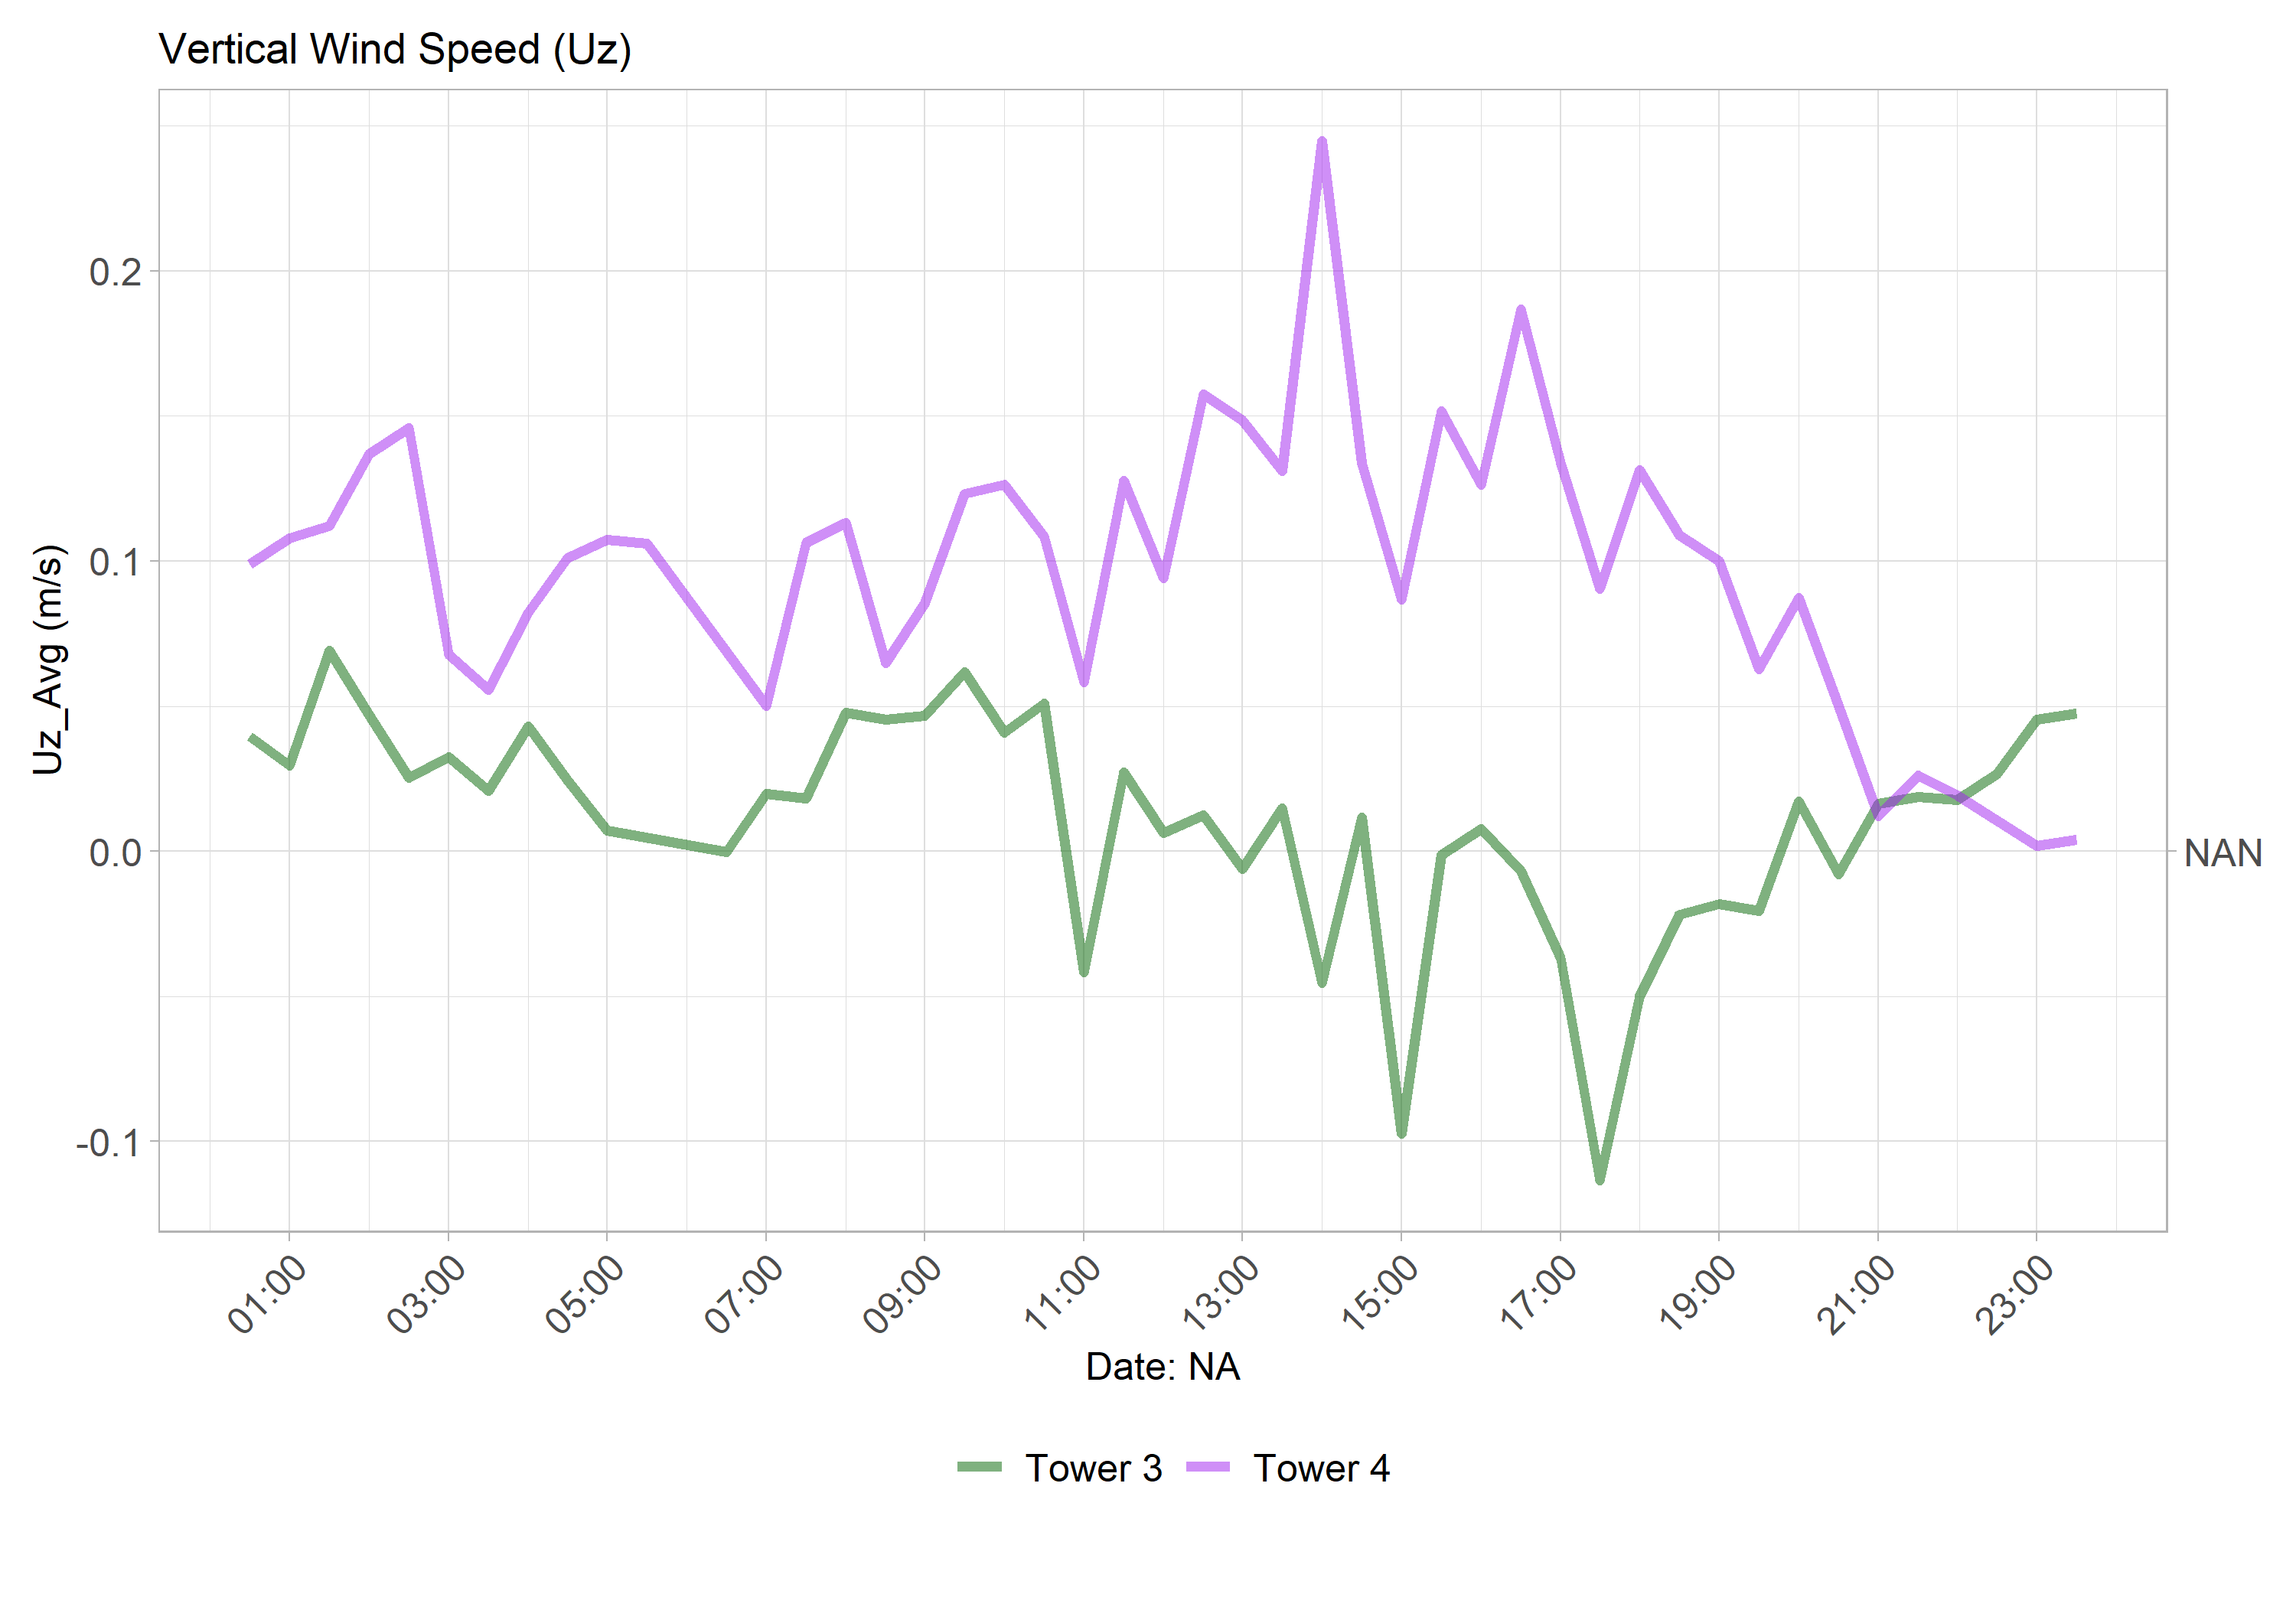 Vertical Wind Speed (Uz)
Uz_Avg (m/s)
0.2
0.1
0.0
-0.1
NAN
01:00
03:00
05:00
07:00
09:00
11:00
13:00
15:00
17:00
19:00
21:00
23:00
Date: NA
Tower 3
Tower 4